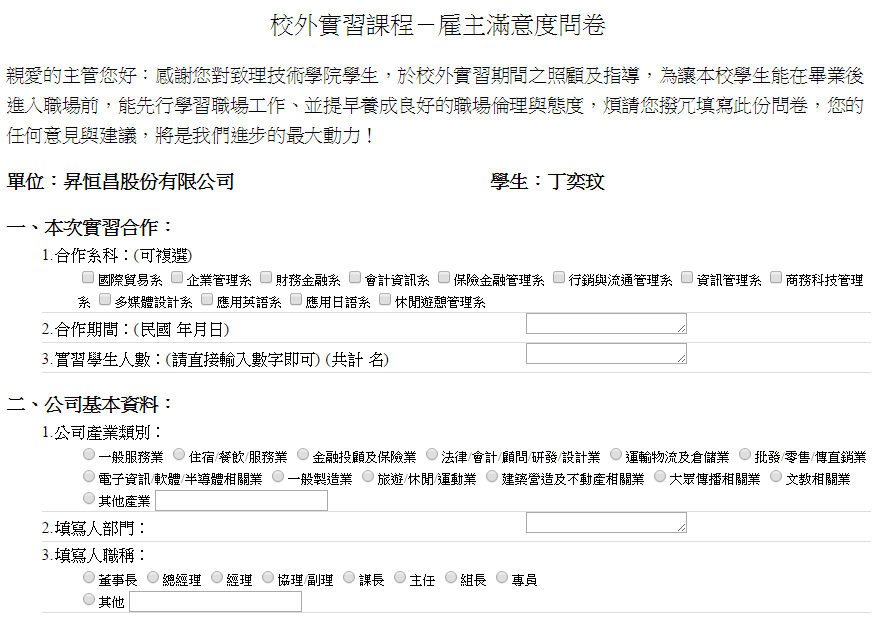 校外實習課程－雇主滿意度問卷
親愛的主管您好：感謝您對致理技術學院學生，於校外實習期間之照顧及指導，為讓本校學生能在畢業後
進入職場前，能先行學習職場工作、並提早養成良好的職場倫理與態度，煩請您撥冗填寫此份問卷，您的
任何意見與建議，將是我們進步的最大動力！
單位：昇恒昌股份有限公司 學生：丁奕玟
一、本次實習合作：
1.合作系科：(可複選)
國際貿易系 企業管理系 財務金融系 會計資訊系 保險金融管理系 行銷與流通管理系 資訊管理系 商務科技管理
系 多媒體設計系 應用英語系 應用日語系 休閒遊憩管理系
2.合作期間：(民國 年月日)
3.實習學生人數：(請直接輸入數字即可) (共計 名)
二、公司基本資料：
1.公司產業類別：
一般服務業 住宿/餐飲/服務業 金融投顧及保險業 法律/會計/顧問/研發/設計業 運輸物流及倉儲業 批發/零售/傳直銷業
電子資訊/軟體/半導體相關業 一般製造業 旅遊/休閒/運動業 建築營造及不動產相關業 大眾傳播相關業 文教相關業
其他產業
2.填寫人部門：
3.填寫人職稱：
董事長 總經理 經理 協理/副理 課長 主任 組長 專員
其他